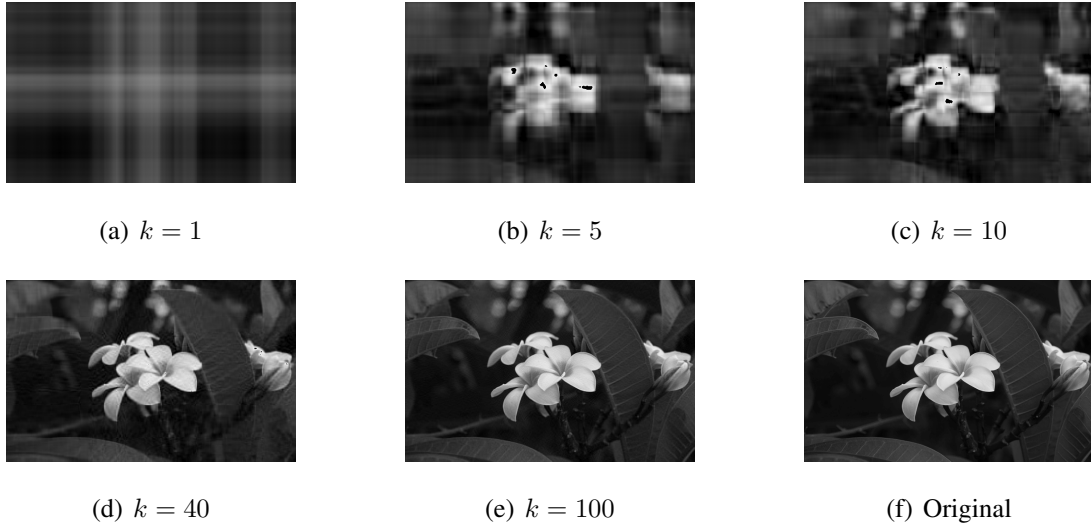 (a) k = 1
(b) k = 5
(c) k = 10
(d) k = 40
(e) k = 100
(f) Original